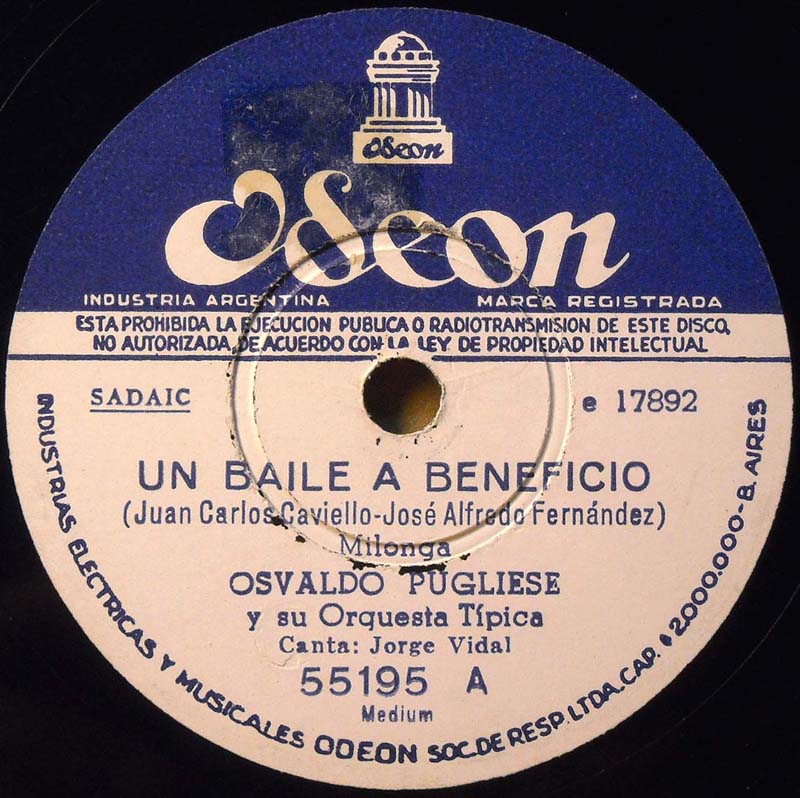 Odeon
Odeon
INDUSTRIA ARGENTINA MARCA REGISTRADA
ESTA PROHIBIDA LA EJECUCION PUBLICA O RADIOTRANSMISION DE ESTE DISCO,
NO AUTORIZADA, DE ACUERDO CON LA LEY DE PROPIEDAD INTELECTUAL
SADAIC e 17892
UN BAILE A BENEFICIO
(Juan Carlos Caviello-José Alfredo Fernández)
Milonga
OSVALDO PUGLIESE
y su Orquesta Típica
Canta: Jorge Vidal
55195 A
Medium
INDUSTRIAS ELECTRICAS Y MUSICALES ODEON SOC. DE RESP. LTDA. CAP. $ 2.000.000-B. AIRES